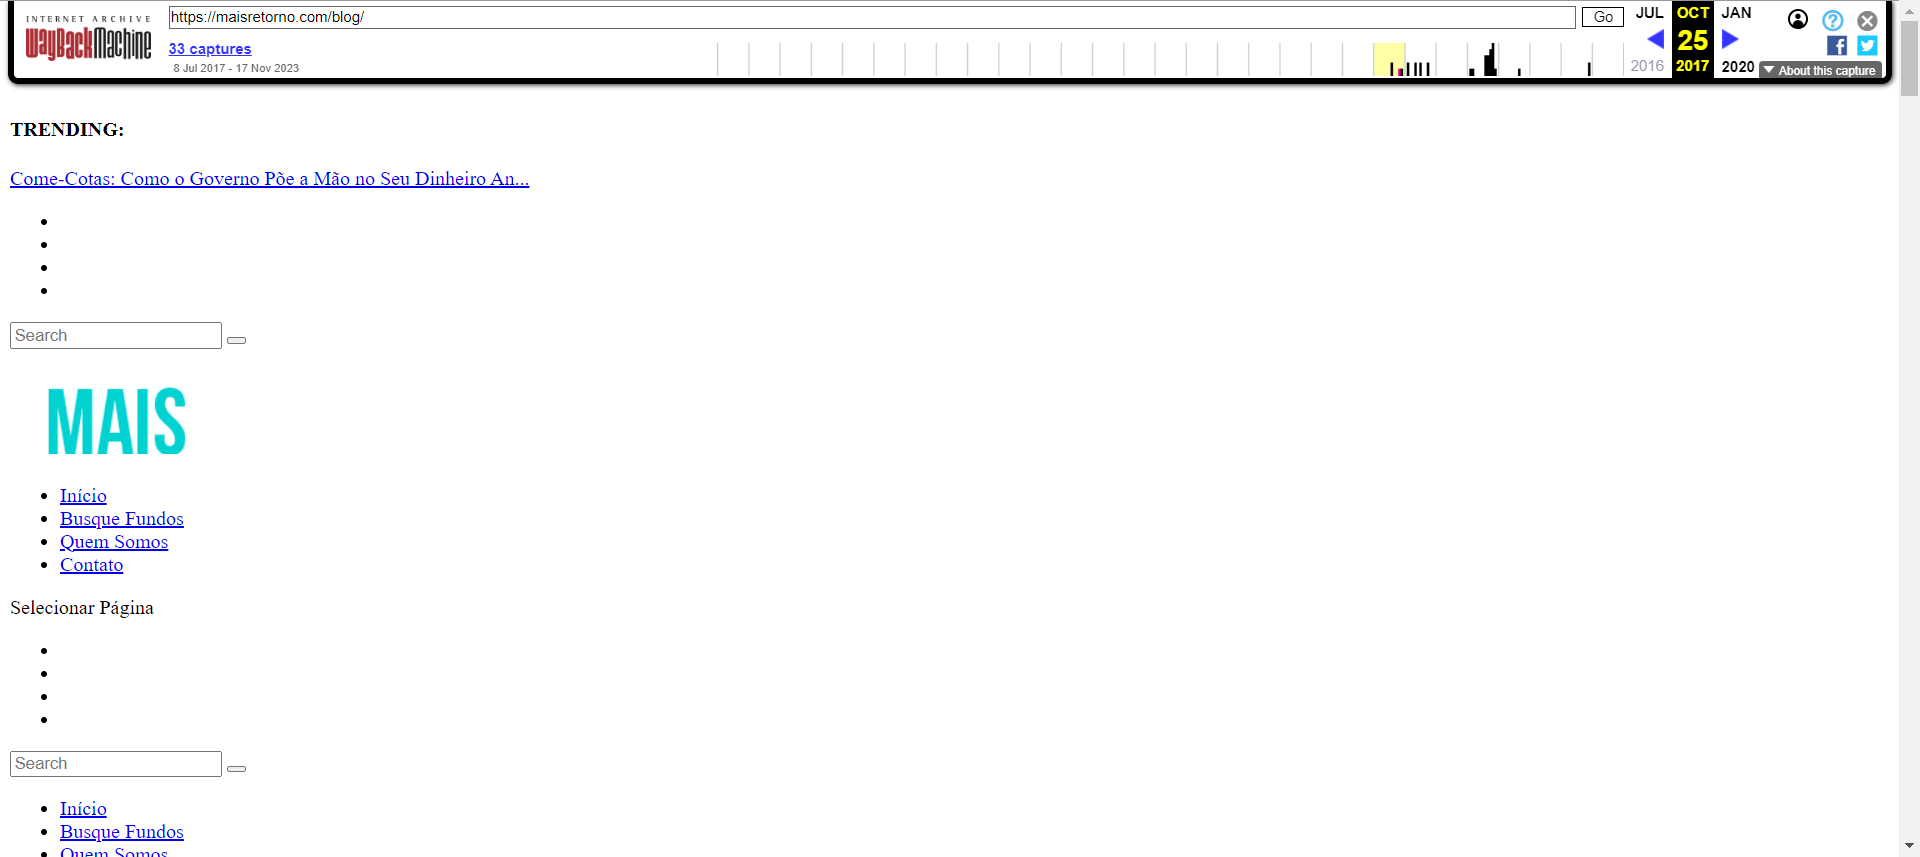 INTERNET ARCHIVE
WayBackMachine
https://maisretorno.com/blog/
Go
33 captures
8 Jul 2017 - 17 Nov 2023
JUL OCT JAN
25
2016 2017 2020
About this capture
TRENDING:
Come-Cotas: Como o Governo Põe a Mão no Seu Dinheiro An...
Search
MAIS
Início
Busque Fundos
Quem Somos
Contato
Selecionar Página
Search
Início
Busque Fundos
Quem Somos